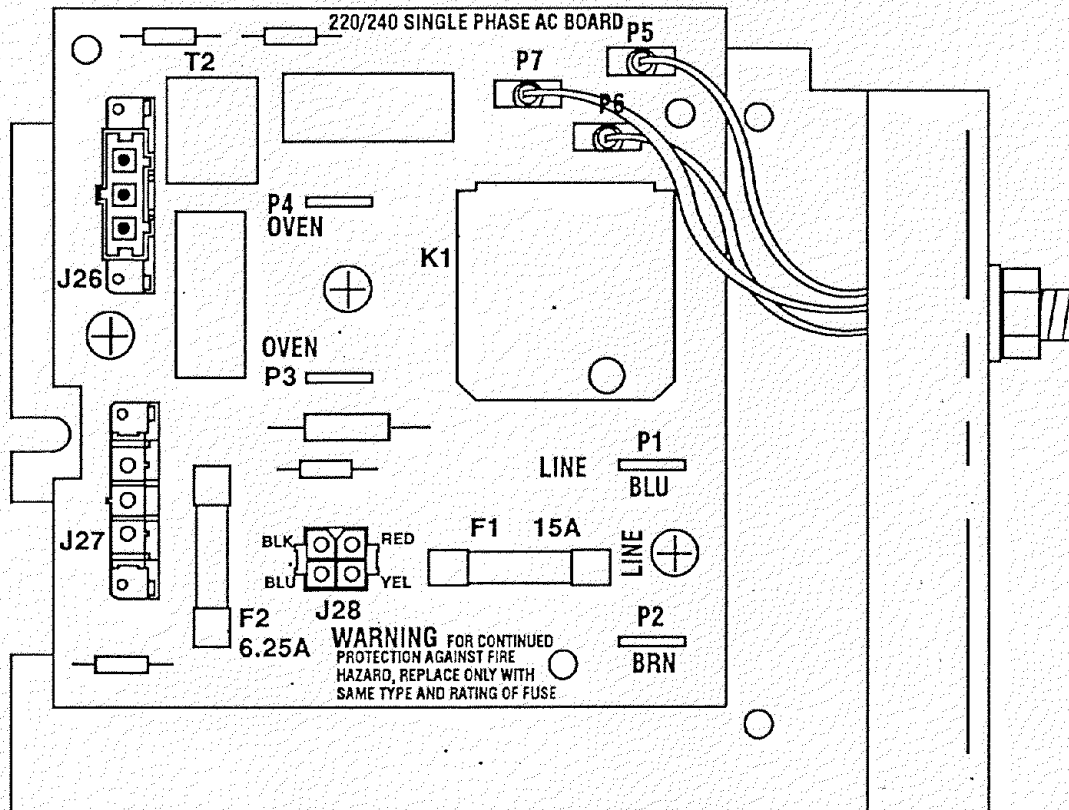 220/240 SINGLE PHASE AC BOARD
P5
P7
T2
P6
P4
OVEN
K1
J26
OVEN
P3
P1
LINE
BLU
F1 15A
J27
BLK
RED
LINE
BLU
YEL
J28
F2
6.25A
P2
BRN
WARNING FOR CONTINUED
PROTECTION AGAINST FIRE
HAZARD, REPLACE ONLY WITH
SAME TYPE AND RATING OF FUSE